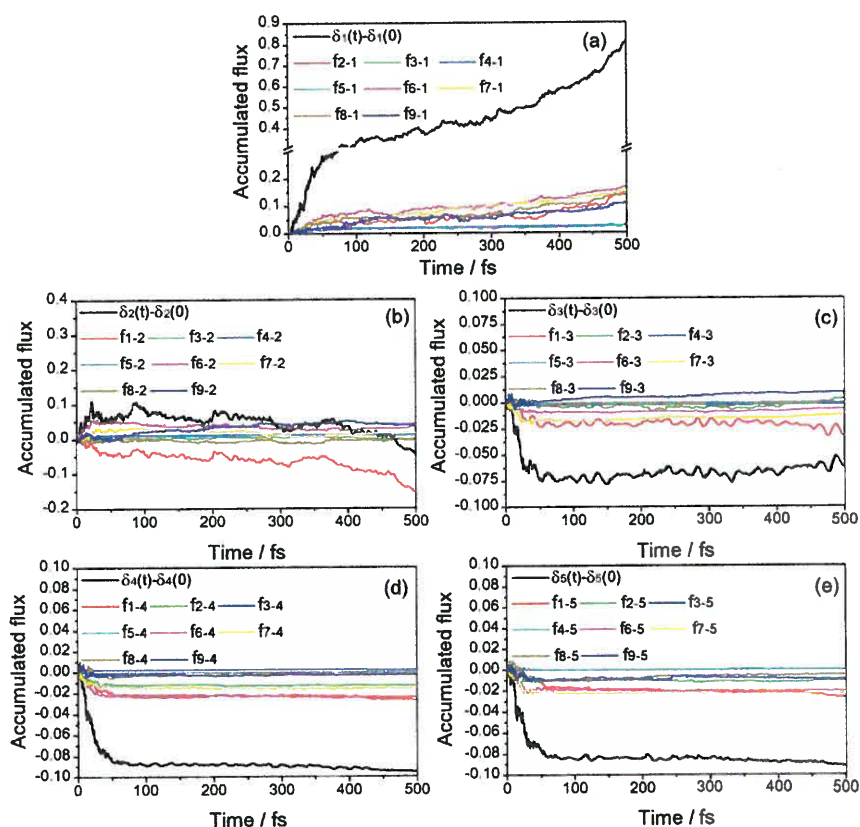 δ1(t)-δ1(0) (a)
f2-1 f3-1 f4-1
f5-1 f6-1 f7-1
f8-1 f9-1
Accumulated flux
0.9
0.8
0.7
0.6
0.5
0.4
0.2
0.1
0.0
0 100 200 300 400 500
Time / fs
δ2(t)-δ2(0) (b)
f1-2 f3-2 f4-2
f5-2 f6-2 f7-2
f8-2 f9-2
Accumulated flux
0.4
0.3
0.2
0.1
0.0
-0.1
-0.2
0 100 200 300 400 500
Time / fs
δ3(t)-δ3(0) (c)
f1-3 f2-3 f4-3
f5-3 f6-3 f7-3
f8-3 f9-3
Accumulated flux
0.100
0.075
0.050
0.025
0.000
-0.025
-0.050
-0.075
-0.100
0 100 200 300 400 500
Time / fs
δ4(t)-δ4(0) (d)
f1-4 f2-4 f3-4
f5-4 f6-4 f7-4
f8-4 f9-4
Accumulated flux
0.10
0.08
0.06
0.04
0.02
0.00
-0.02
-0.04
-0.06
-0.08
-0.10
0 100 200 300 400 500
Time / fs
δ5(t)-δ5(0) (e)
f1-5 f2-5 f3-5
f4-5 f6-5 f7-5
f8-5 f9-5
Accumulated flux
0.10
0.08
0.06
0.04
0.02
0.00
-0.02
-0.04
-0.06
-0.08
-0.10
0 100 200 300 400 500
Time / fs